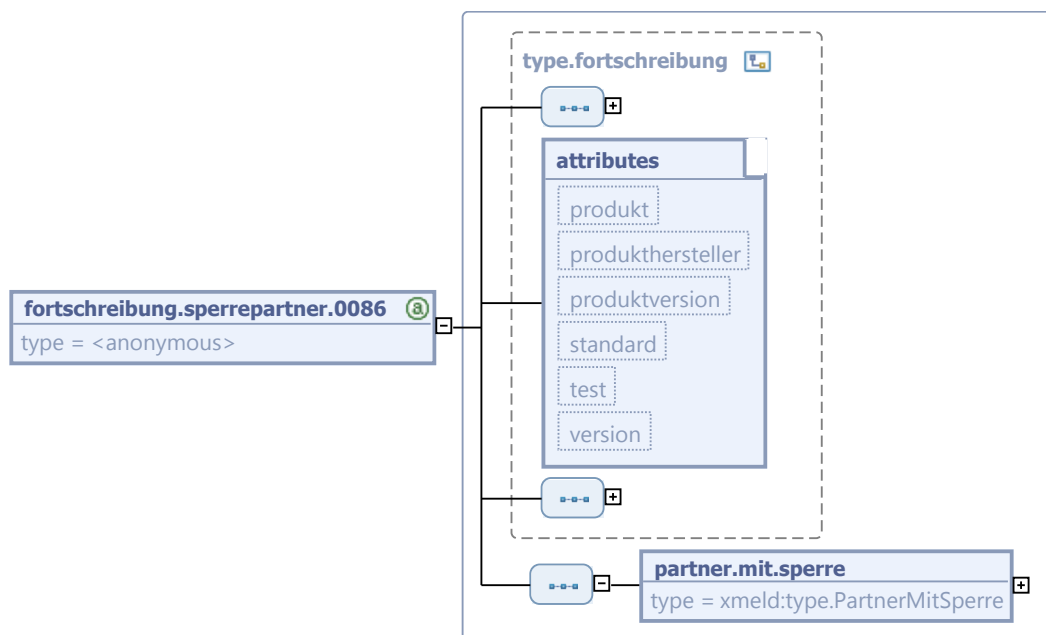 type.fortschreibung
attributes
produkt
produkthersteller
produktversion
standard
test
version
fortschreibung.sperrepartner.0086
type = <anonymous>
partner.mit.sperre
type = xmeld:type.PartnerMitSperre